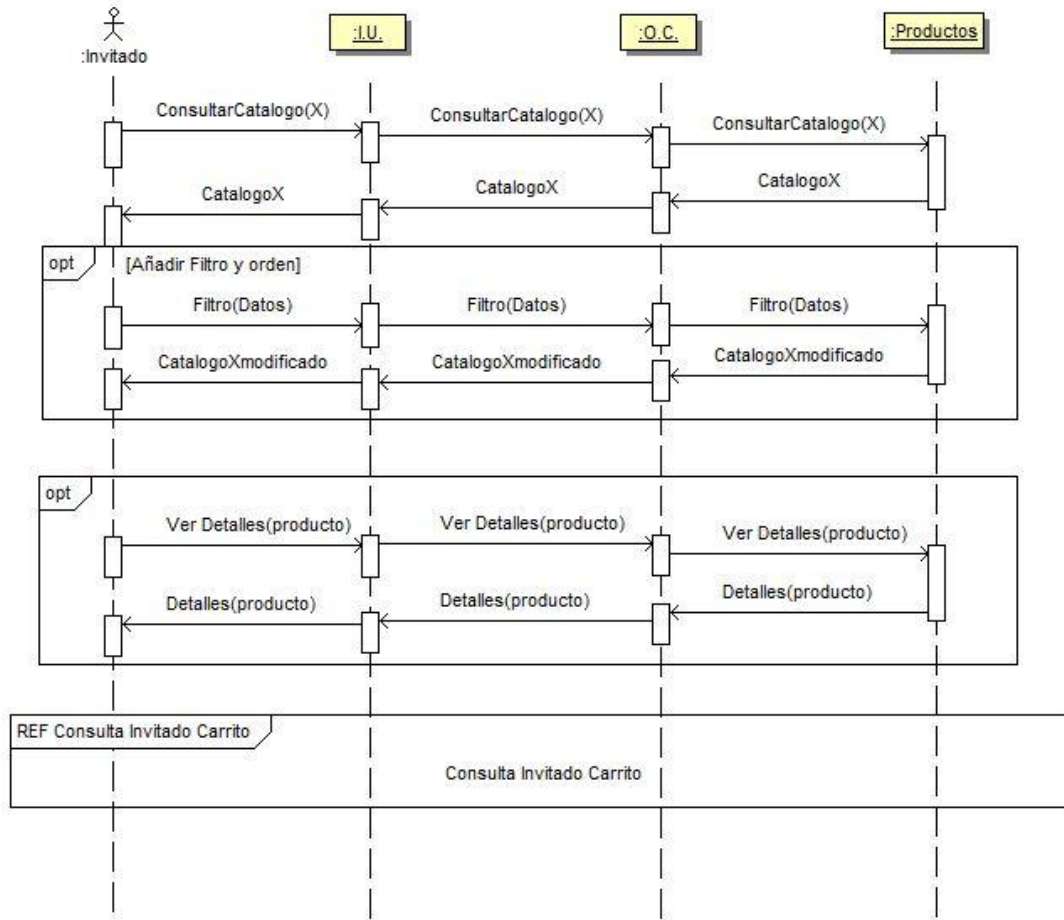 :Invitado
:I.U.
:O.C.
:Productos
ConsultarCatalogo(X)
ConsultarCatalogo(X)
ConsultarCatalogo(X)
CatalogoX
CatalogoX
CatalogoX
opt
[Añadir Filtro y orden]
Filtro(Datos)
Filtro(Datos)
Filtro(Datos)
CatalogoXmodificado
CatalogoXmodificado
CatalogoXmodificado
opt
Ver Detalles(producto)
Ver Detalles(producto)
Ver Detalles(producto)
Detalles(producto)
Detalles(producto)
Detalles(producto)
REF Consulta Invitado Carrito
Consulta Invitado Carrito